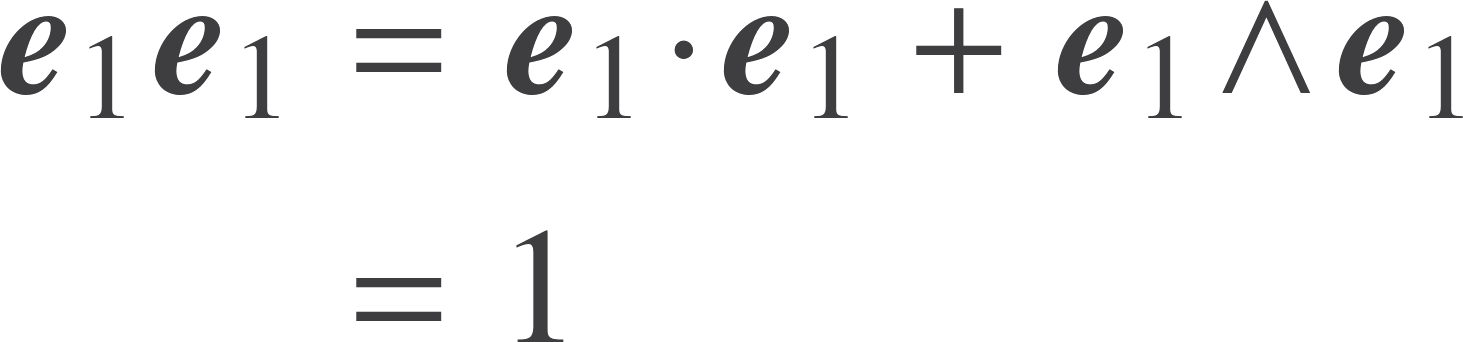 e₁e₁ = e₁·e₁ + e₁∧e₁
= 1